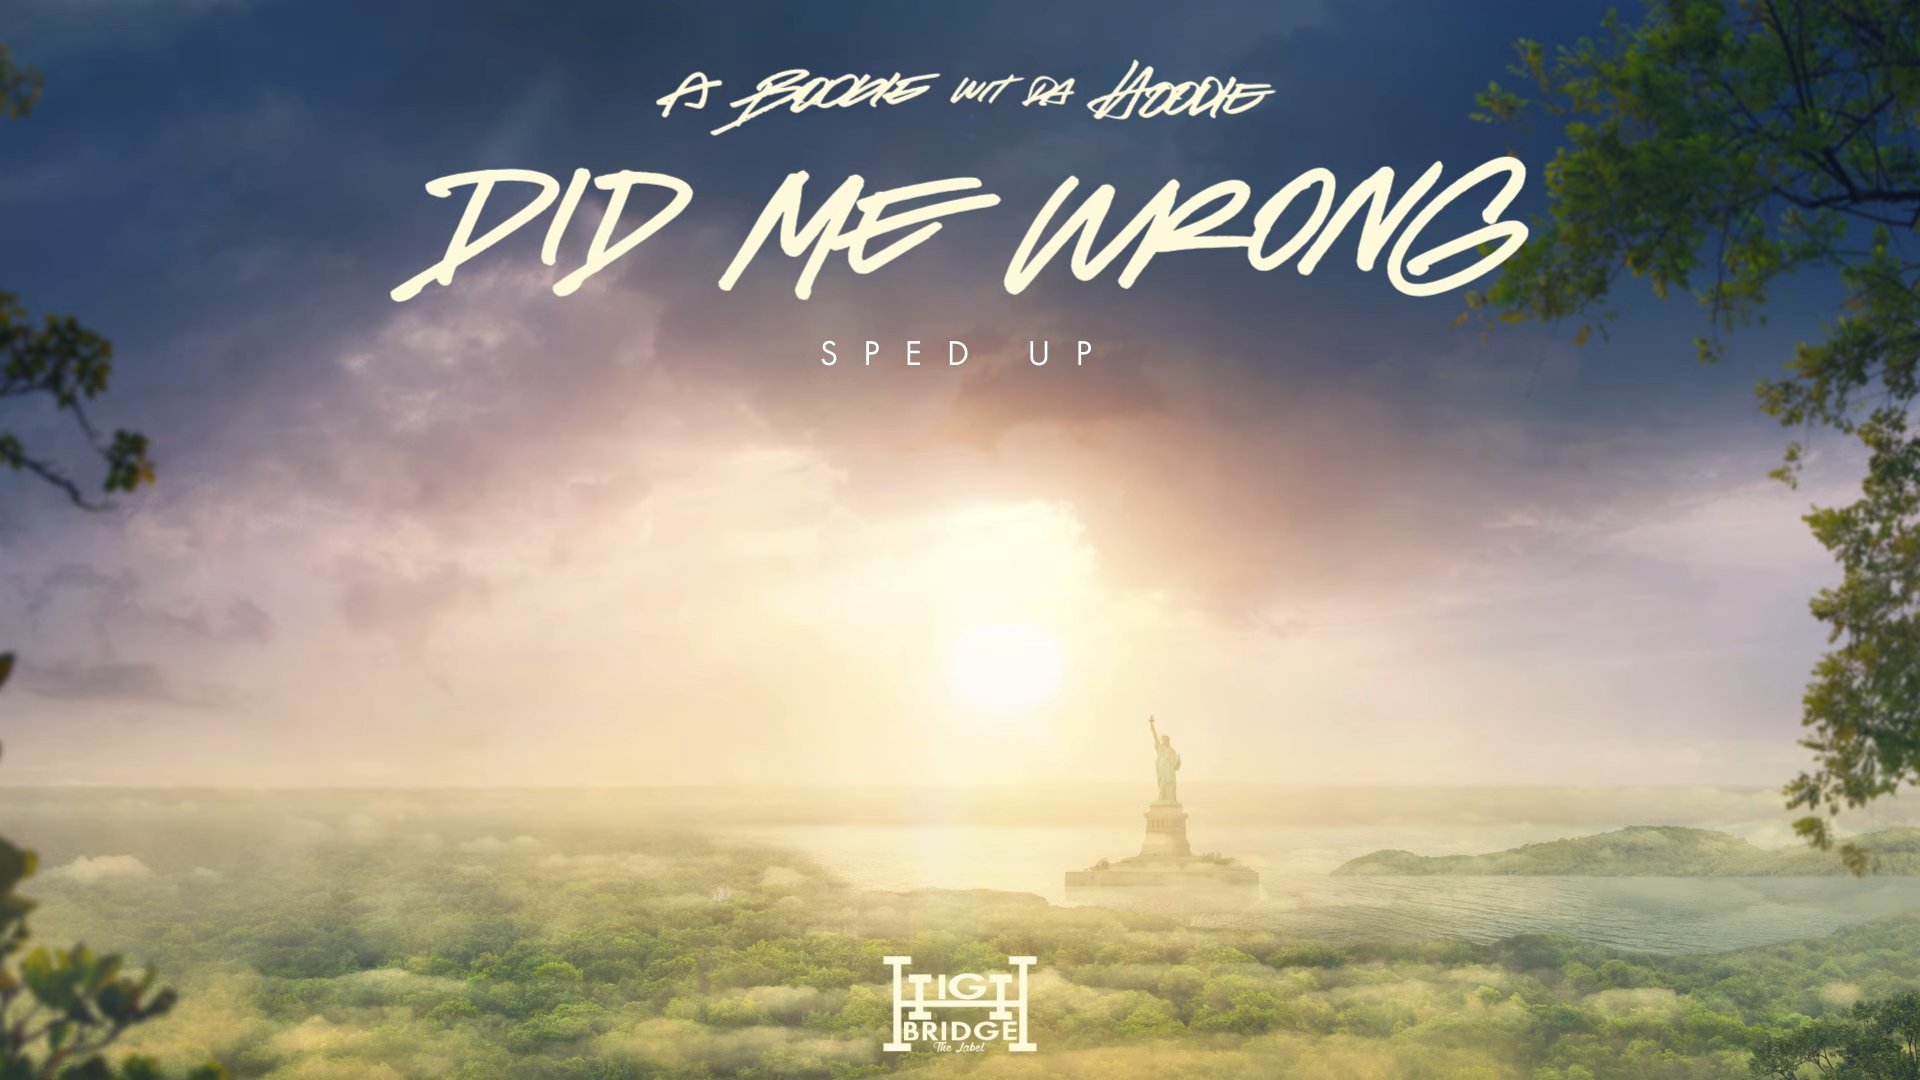 A BOOGIE WIT DA HOODIE
DID ME WRONG
SPED UP
HIGH
BRIDGE
The Label